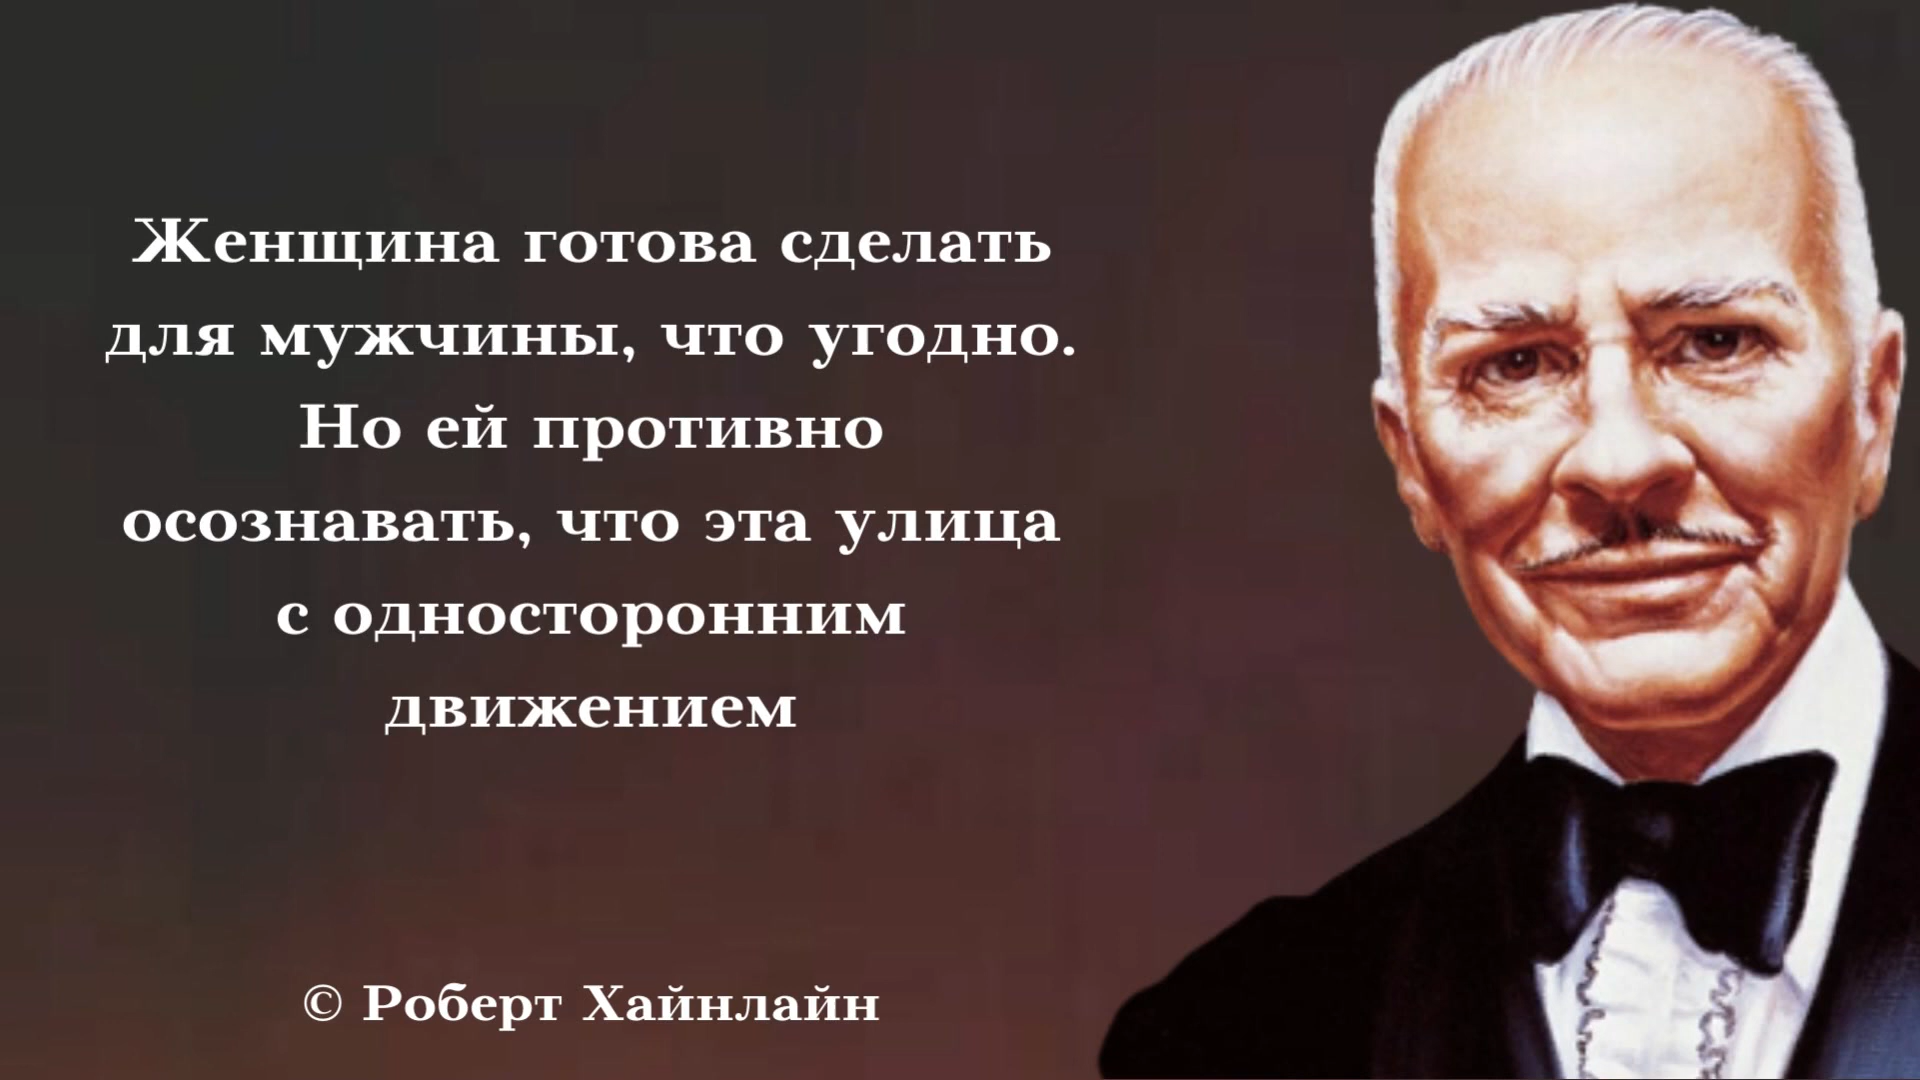 Женщина готова сделать
для мужчины, что угодно.
Но ей противно
осознавать, что эта улица
с односторонним
движением
© Роберт Хайнлайн